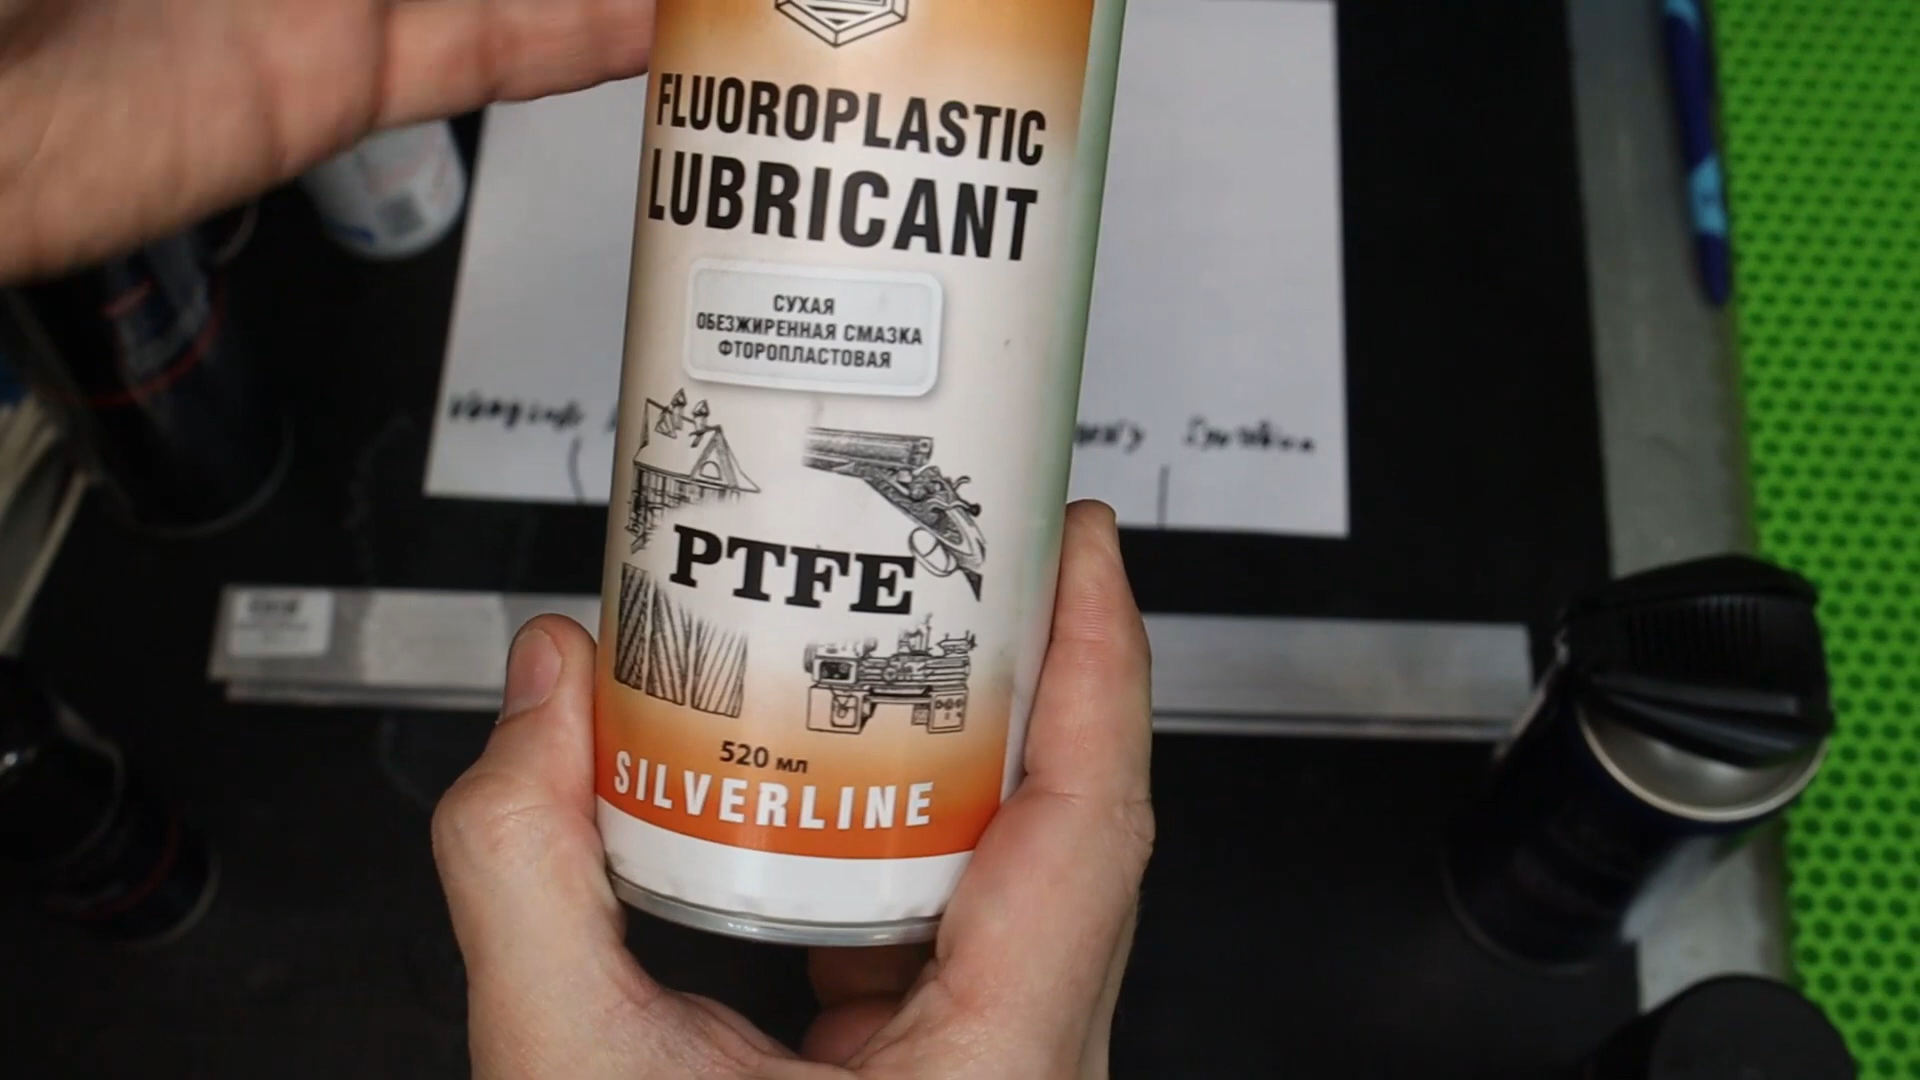 FLUOROPLASTIC
LUBRICANT
СУХАЯ
ОБЕЗЖИРЕННАЯ СМАЗКА
ФТОРОПЛАСТОВАЯ
PTFE
520 мл
SILVERLINE